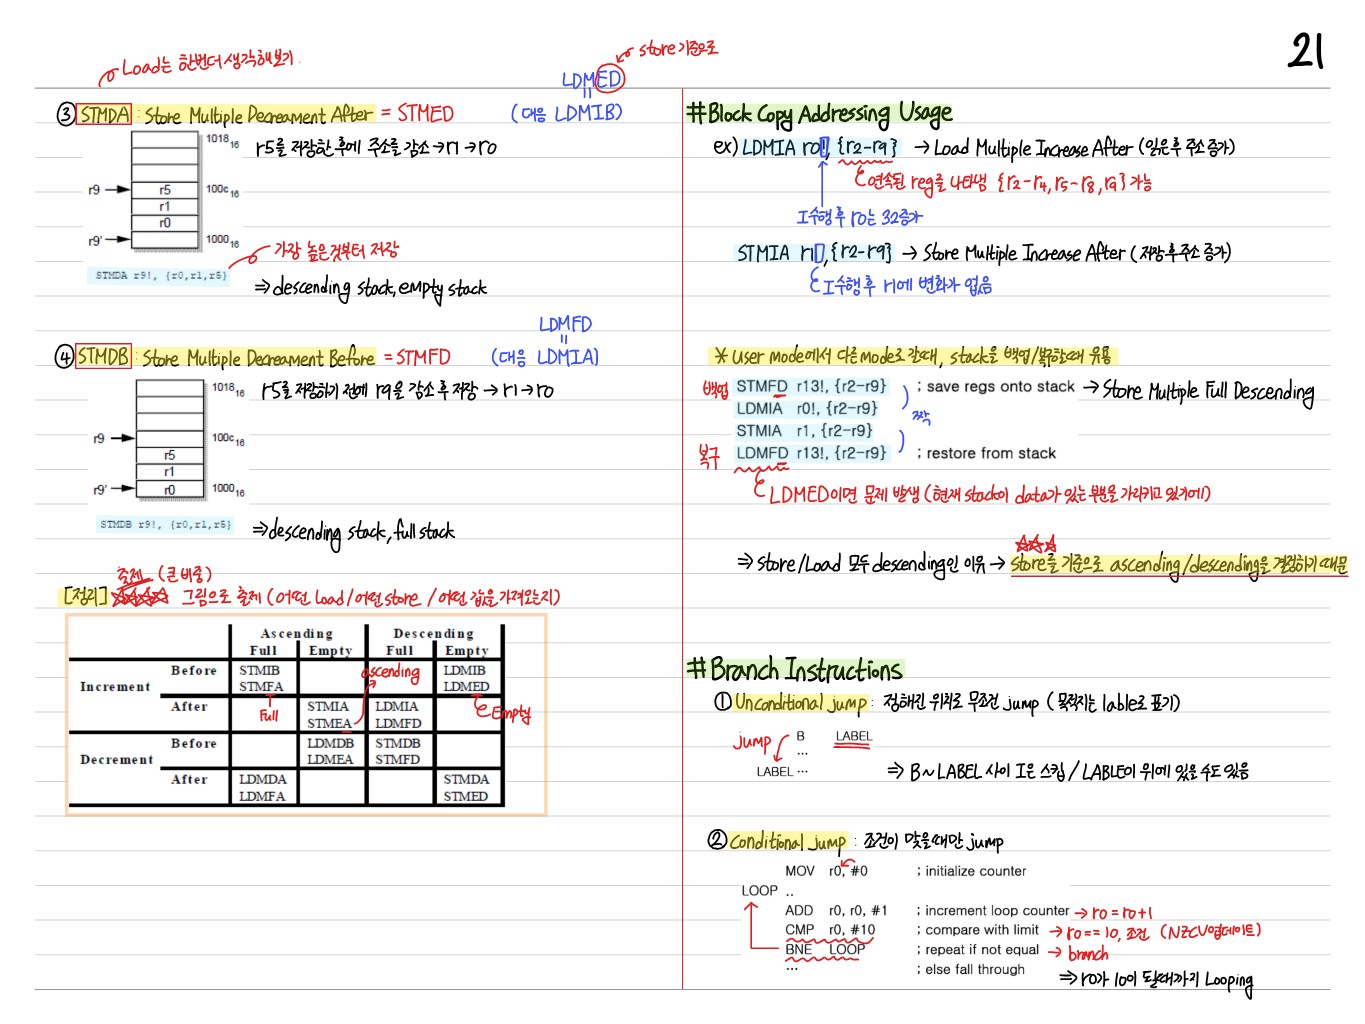 21
Load는 한번더 생각해보기.
store 기준으로
LDMED
=
③ STMDA : Store Multiple Decreament After = STMED (대응 LDMIB)
r5를 저장한 후에 주소를 감소 → r1 → r0
1018 16
r9 → r5 100c 16
r1
r0
r9' → 1000 16
가장 높은것부터 저장
STMDA r9!, {r0,r1,r5}
⇒ descending stack, empty stack
LDMFD
=
④ STMDB : Store Multiple Decreament Before = STMFD (대응 LDMIA)
r5를 저장하기 전에 r9을 감소 후 저장 → r1 → r0
1018 16
r9 → 100c 16
r5
r1
r9' → r0 1000 16
STMDB r9!, {r0,r1,r5}
⇒ descending stack, full stack
출제 (큰 비중)
[정리] ☆☆☆☆ 그림으로 출제 (어떤 load / 어떤 store / 어떤 값을 가져오는지)
Ascending Descending
Full Empty Full Empty
Increment Before STMIB LDMIB
STMFA LDMED
ascending
Full
Empty
After STMIA LDMIA
STMEA LDMFD
Decrement Before LDMDB STMDB
LDMEA STMFD
After LDMDA STMDA
LDMFA STMED
# Block Copy Addressing Usage
ex) LDMIA r0!, {r2-r9} → Load Multiple Increase After (읽은 후 주소 증가)
연속된 reg를 나타냄 {r2-r4, r5-r8, r9} 가능
I 수행 후 r0는 32증가
STMIA r1, {r2-r9} → Store Multiple Increase After (저장 후 주소 증가)
I 수행 후 r1에 변화가 없음
* User mode에서 다른 mode로 갈때, stack을 백업/복구할때 유용
백업 STMFD r13!, {r2-r9} ; save regs onto stack → Store Multiple Full Descending
LDMIA r0!, {r2-r9}
짝
STMIA r1, {r2-r9}
복구 LDMFD r13!, {r2-r9} ; restore from stack
LDMED이면 문제 발생 (현재 stack이 data가 있는 부분을 가리키고 있기에)
☆☆☆
⇒ Store/Load 모두 descending인 이유 → store를 기준으로 ascending/descending을 결정하기 때문
# Branch Instructions
① Unconditional jump : 정해진 위치로 무조건 jump (목적지는 lable로 표기)
jump B LABEL
...
LABEL ...
⇒ B~LABEL 사이 I은 스킵 / LABLE이 위에 있을 수도 있음
② Conditional jump : 조건이 맞을때만 jump
MOV r0, #0 ; initialize counter
LOOP ..
ADD r0, r0, #1 ; increment loop counter → r0 = r0+1
CMP r0, #10 ; compare with limit → r0 == 10, 조건 (NZCV업데이트)
BNE LOOP ; repeat if not equal → branch
... ; else fall through
⇒ r0가 10이 될때까지 Looping